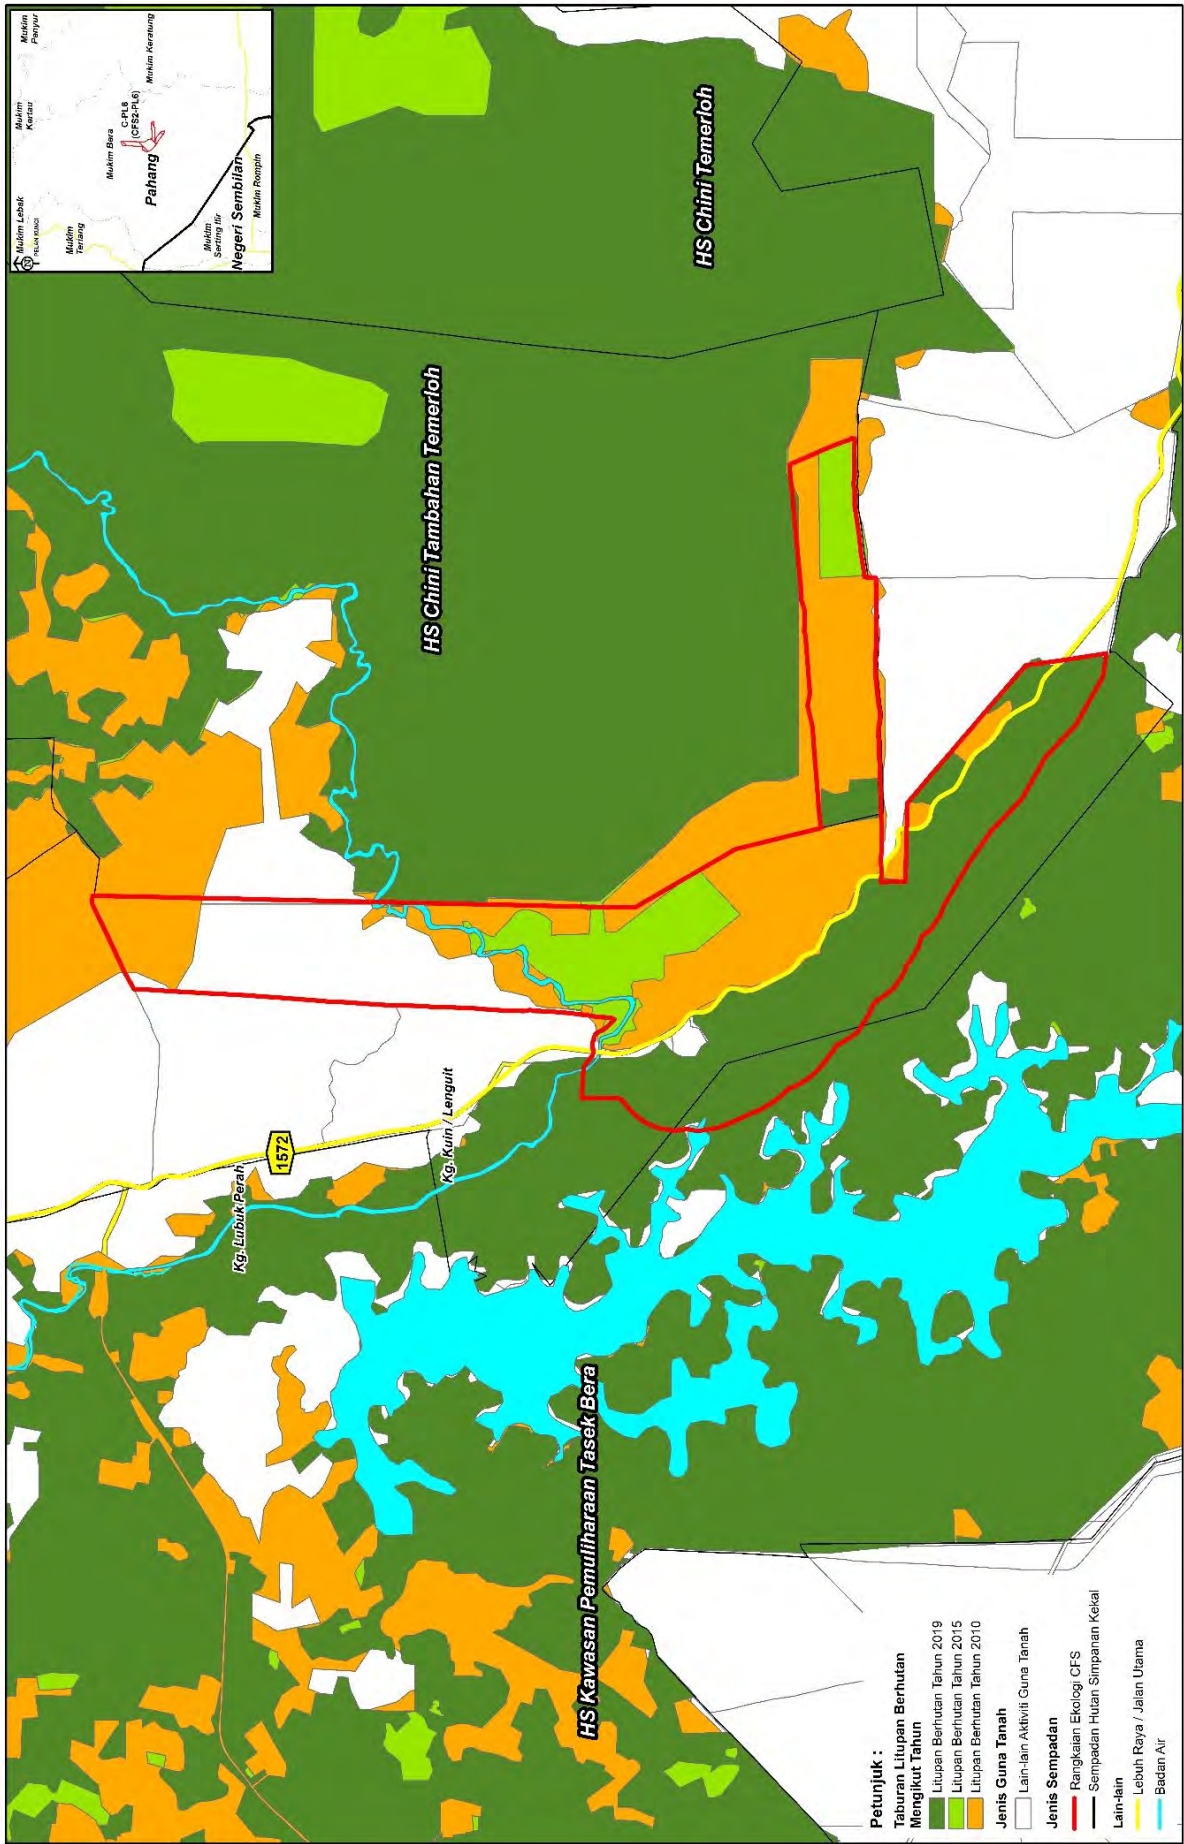 Mukim Lebak
PELAN KUNCI
Mukim
Kertau
Mukim
Penyur
Mukim
Teriang
Mukim Bera
C-PL6
(CFS2-PL6)
Mukim Keratung
Pahang
Mukim
Serting Ilir
Negeri Sembilan
Mukim Rompin
HS Chini Temerloh
HS Chini Tambahan Temerloh
1572
Kg. Lubuk Perah
Kg. Kuin / Lenguit
HS Kawasan Pemuliharaan Tasek Bera
Petunjuk :
Taburan Litupan Berhutan
Mengikut Tahun
Litupan Berhutan Tahun 2019
Litupan Berhutan Tahun 2015
Litupan Berhutan Tahun 2010
Jenis Guna Tanah
Lain-lain Aktiviti Guna Tanah
Jenis Sempadan
Rangkaian Ekologi CFS
Sempadan Hutan Simpanan Kekal
Lain-lain
Lebuh Raya / Jalan Utama
Badan Air